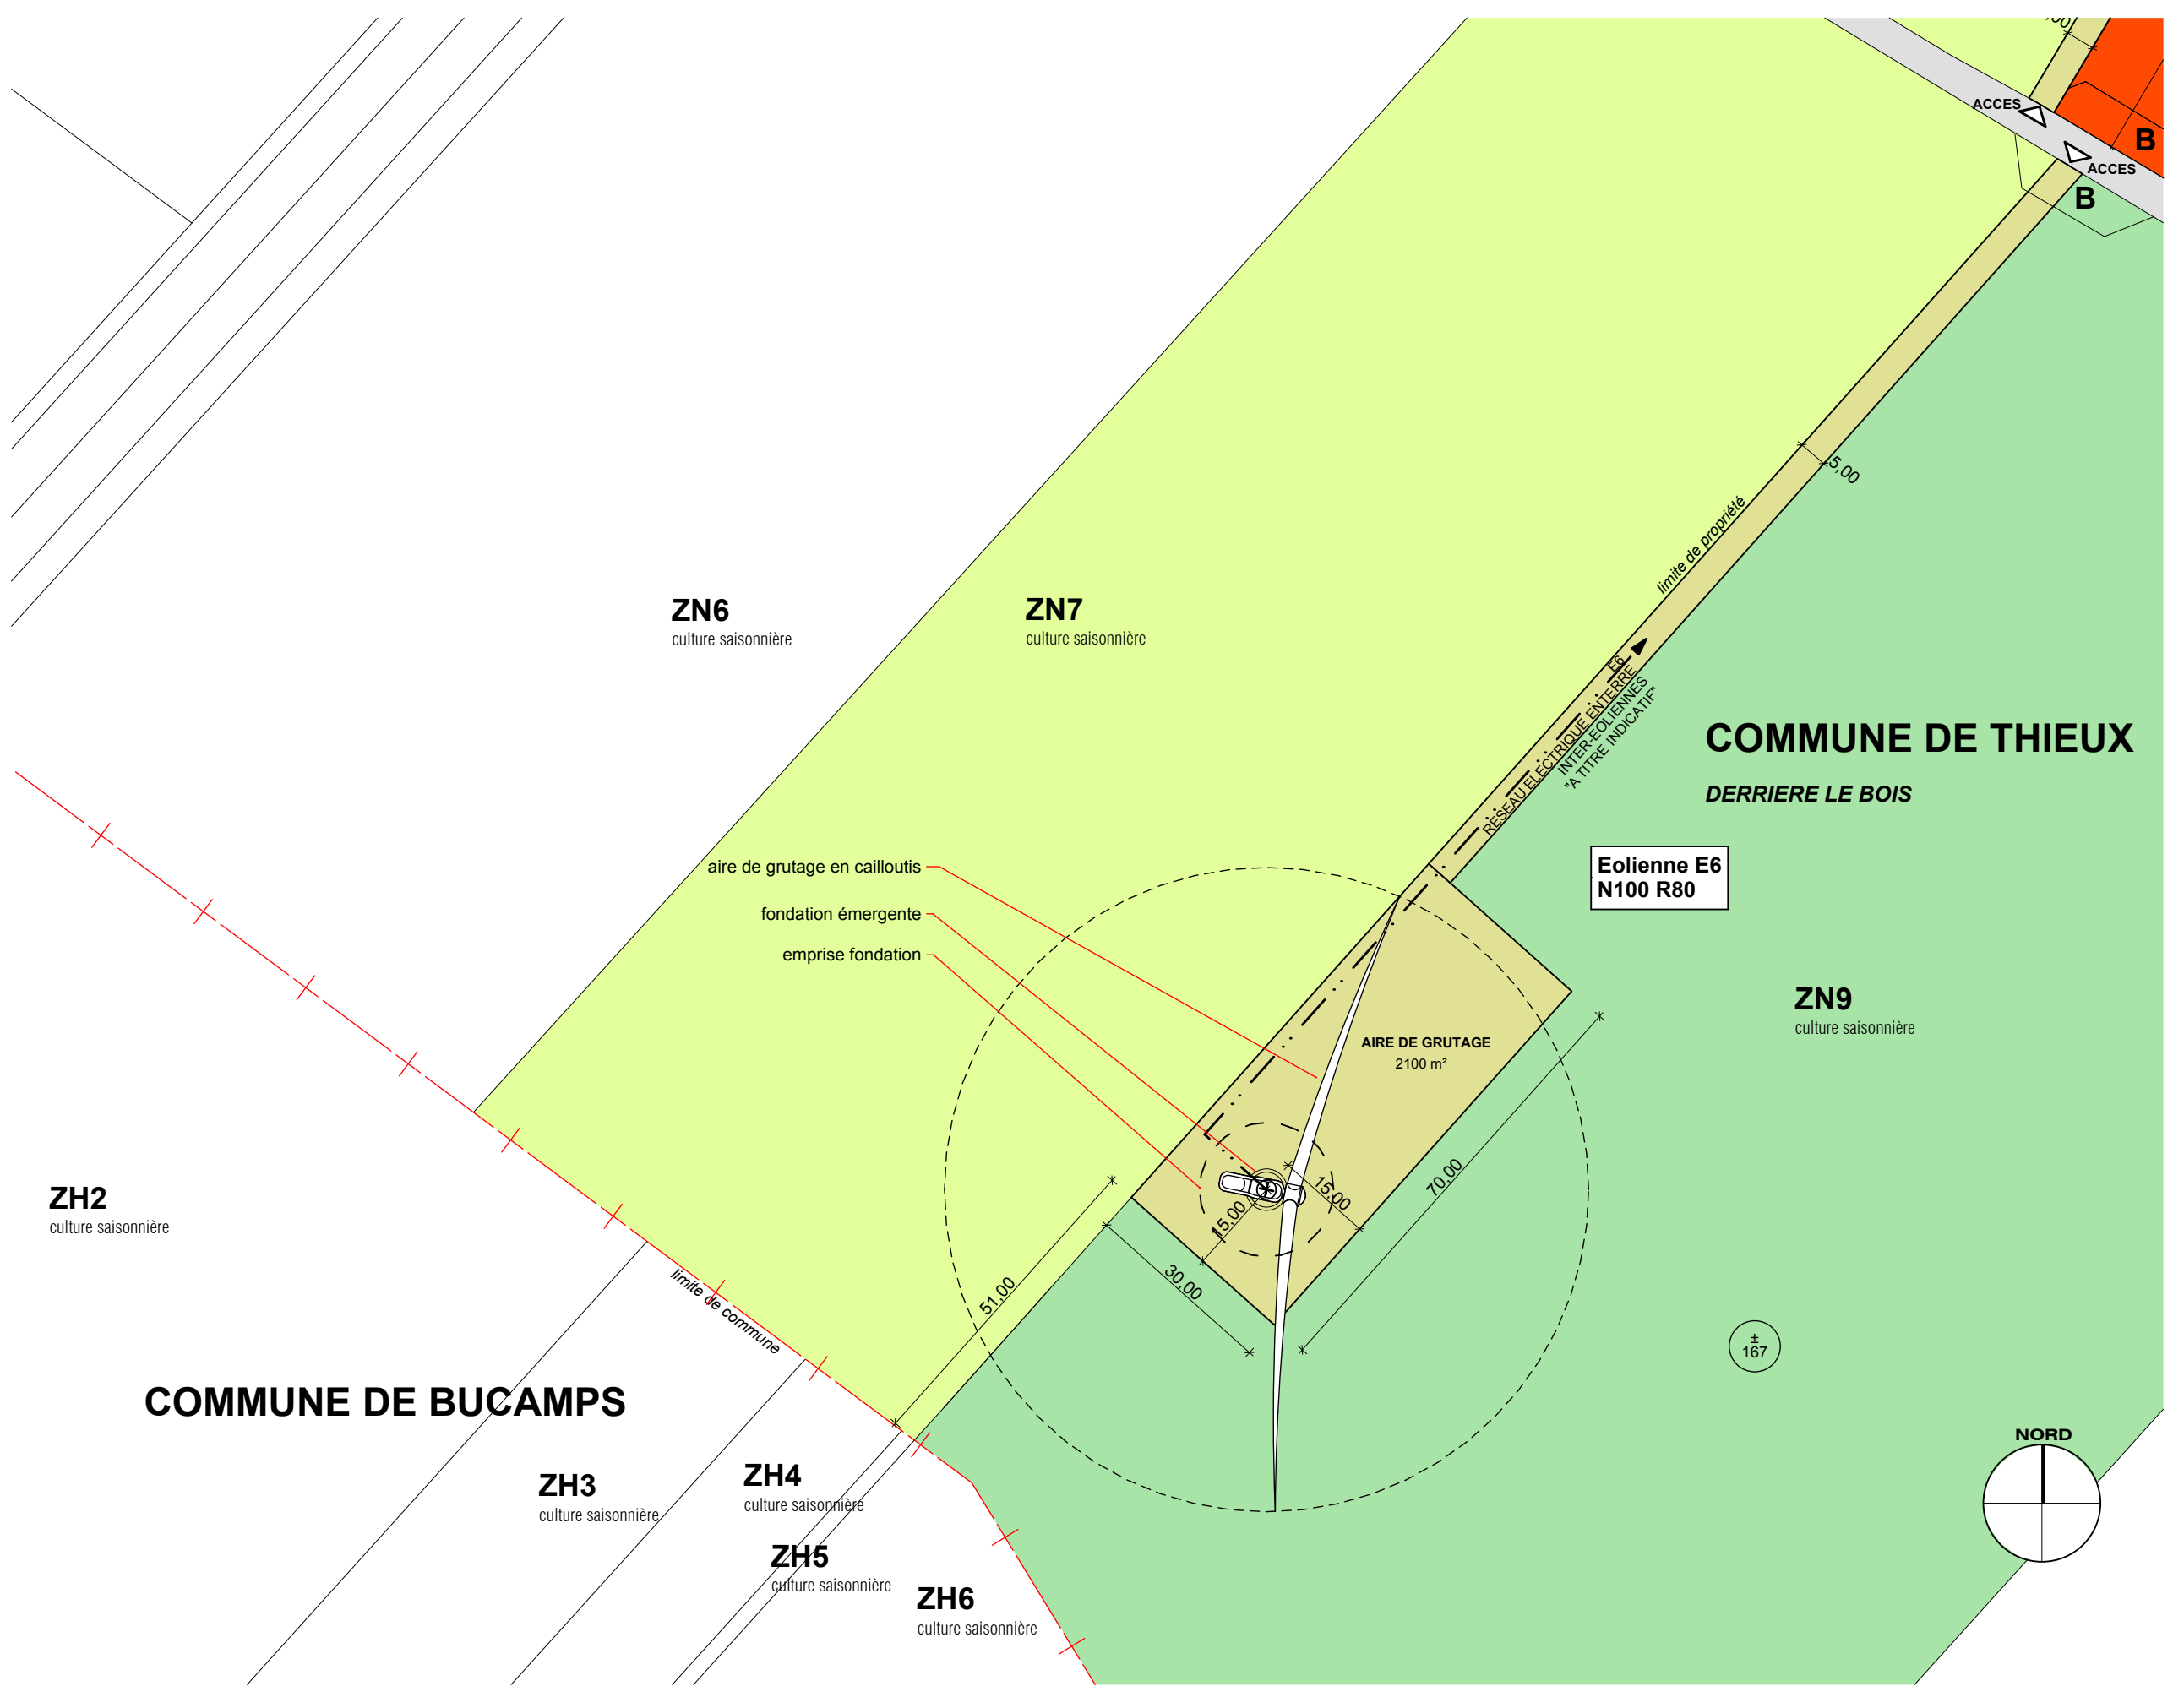 ACCES
B
ACCES
B
5,00
limite de propriété
ZN6
culture saisonnière
ZN7
culture saisonnière
E6
RESEAU ELECTRIQUE ENTERRE
INTER-EOLIENNES
"A TITRE INDICATIF"
COMMUNE DE THIEUX
DERRIERE LE BOIS
Eolienne E6
N100 R80
aire de grutage en cailloutis
fondation émergente
emprise fondation
ZN9
culture saisonnière
AIRE DE GRUTAGE
2100 m²
70,00
15,00
15,00
30,00
51,00
ZH2
culture saisonnière
limite de commune
±
167
COMMUNE DE BUCAMPS
NORD
ZH3
culture saisonnière
ZH4
culture saisonnière
ZH5
culture saisonnière
ZH6
culture saisonnière